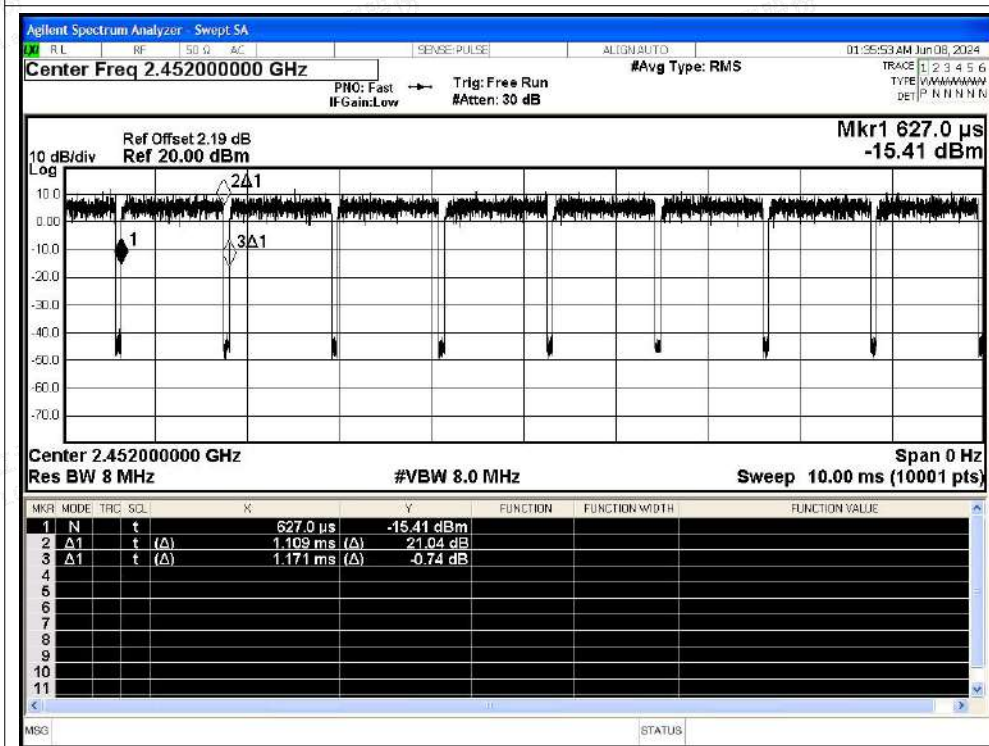 Agilent Spectrum Analyzer - Swept SA
LXI RL RF 50 Ω AC SENSE:PULSE ALIGN AUTO 01:35:53 AM Jun 08, 2024
Center Freq 2.452000000 GHz #Avg Type: RMS TRACE 1 2 3 4 5 6
PNO: Fast Trig: Free Run TYPE WWWWWW
IFGain:Low #Atten: 30 dB DET P N N N N N
Mkr1 627.0 µs
-15.41 dBm
Ref Offset 2.19 dB
10 dB/div Ref 20.00 dBm
Log
10.0
0.00
-10.0
-20.0
-30.0
-40.0
-50.0
-60.0
-70.0
2Δ1
1
3Δ1
Center 2.452000000 GHz Span 0 Hz
Res BW 8 MHz #VBW 8.0 MHz Sweep 10.00 ms (10001 pts)
MKR MODE TRC SCL X Y FUNCTION FUNCTION WIDTH FUNCTION VALUE
1 N t 627.0 µs -15.41 dBm
2 Δ1 t (Δ) 1.109 ms (Δ) 21.04 dB
3 Δ1 t (Δ) 1.171 ms (Δ) -0.74 dB
4
5
6
7
8
9
10
11
MSG STATUS